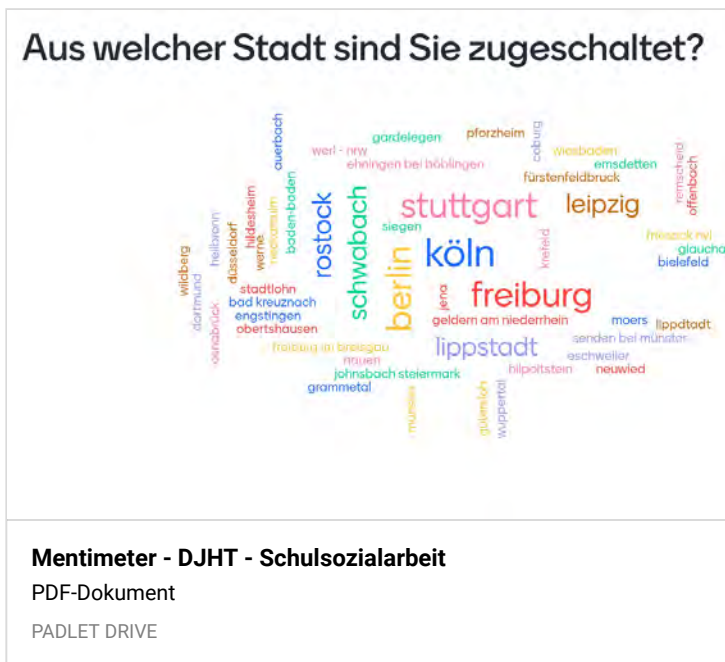 Aus welcher Stadt sind Sie zugeschaltet?
auerbach
gardelegen
pforzheim
coburg
wiesbaden
werl - nrw
ehningen bei böblingen
emsdetten
remscheid
offenbach
fürstenfeldbruck
baden-baden
hildesheim
werne
neckarsulm
rostock
schwabach
stuttgart
leipzig
siegen
heilbronn
düsseldorf
wildberg
dortmund
osnabrück
berlin
köln
krefeld
glaucha
bielefeld
stadtlohn
bad kreuznach
engstingen
obertshausen
jena
freiburg
geldern am niederrhein
moers
lippdtadt
freiburg im breisgau
lippstadt
senden bei münster
eschweiler
nauen
johnsbach steiermark
hilpoltstein
neuwied
grammetal
münster
gütersloh
wuppertal
Mentimeter - DJHT - Schulsozialarbeit
PDF-Dokument
PADLET DRIVE